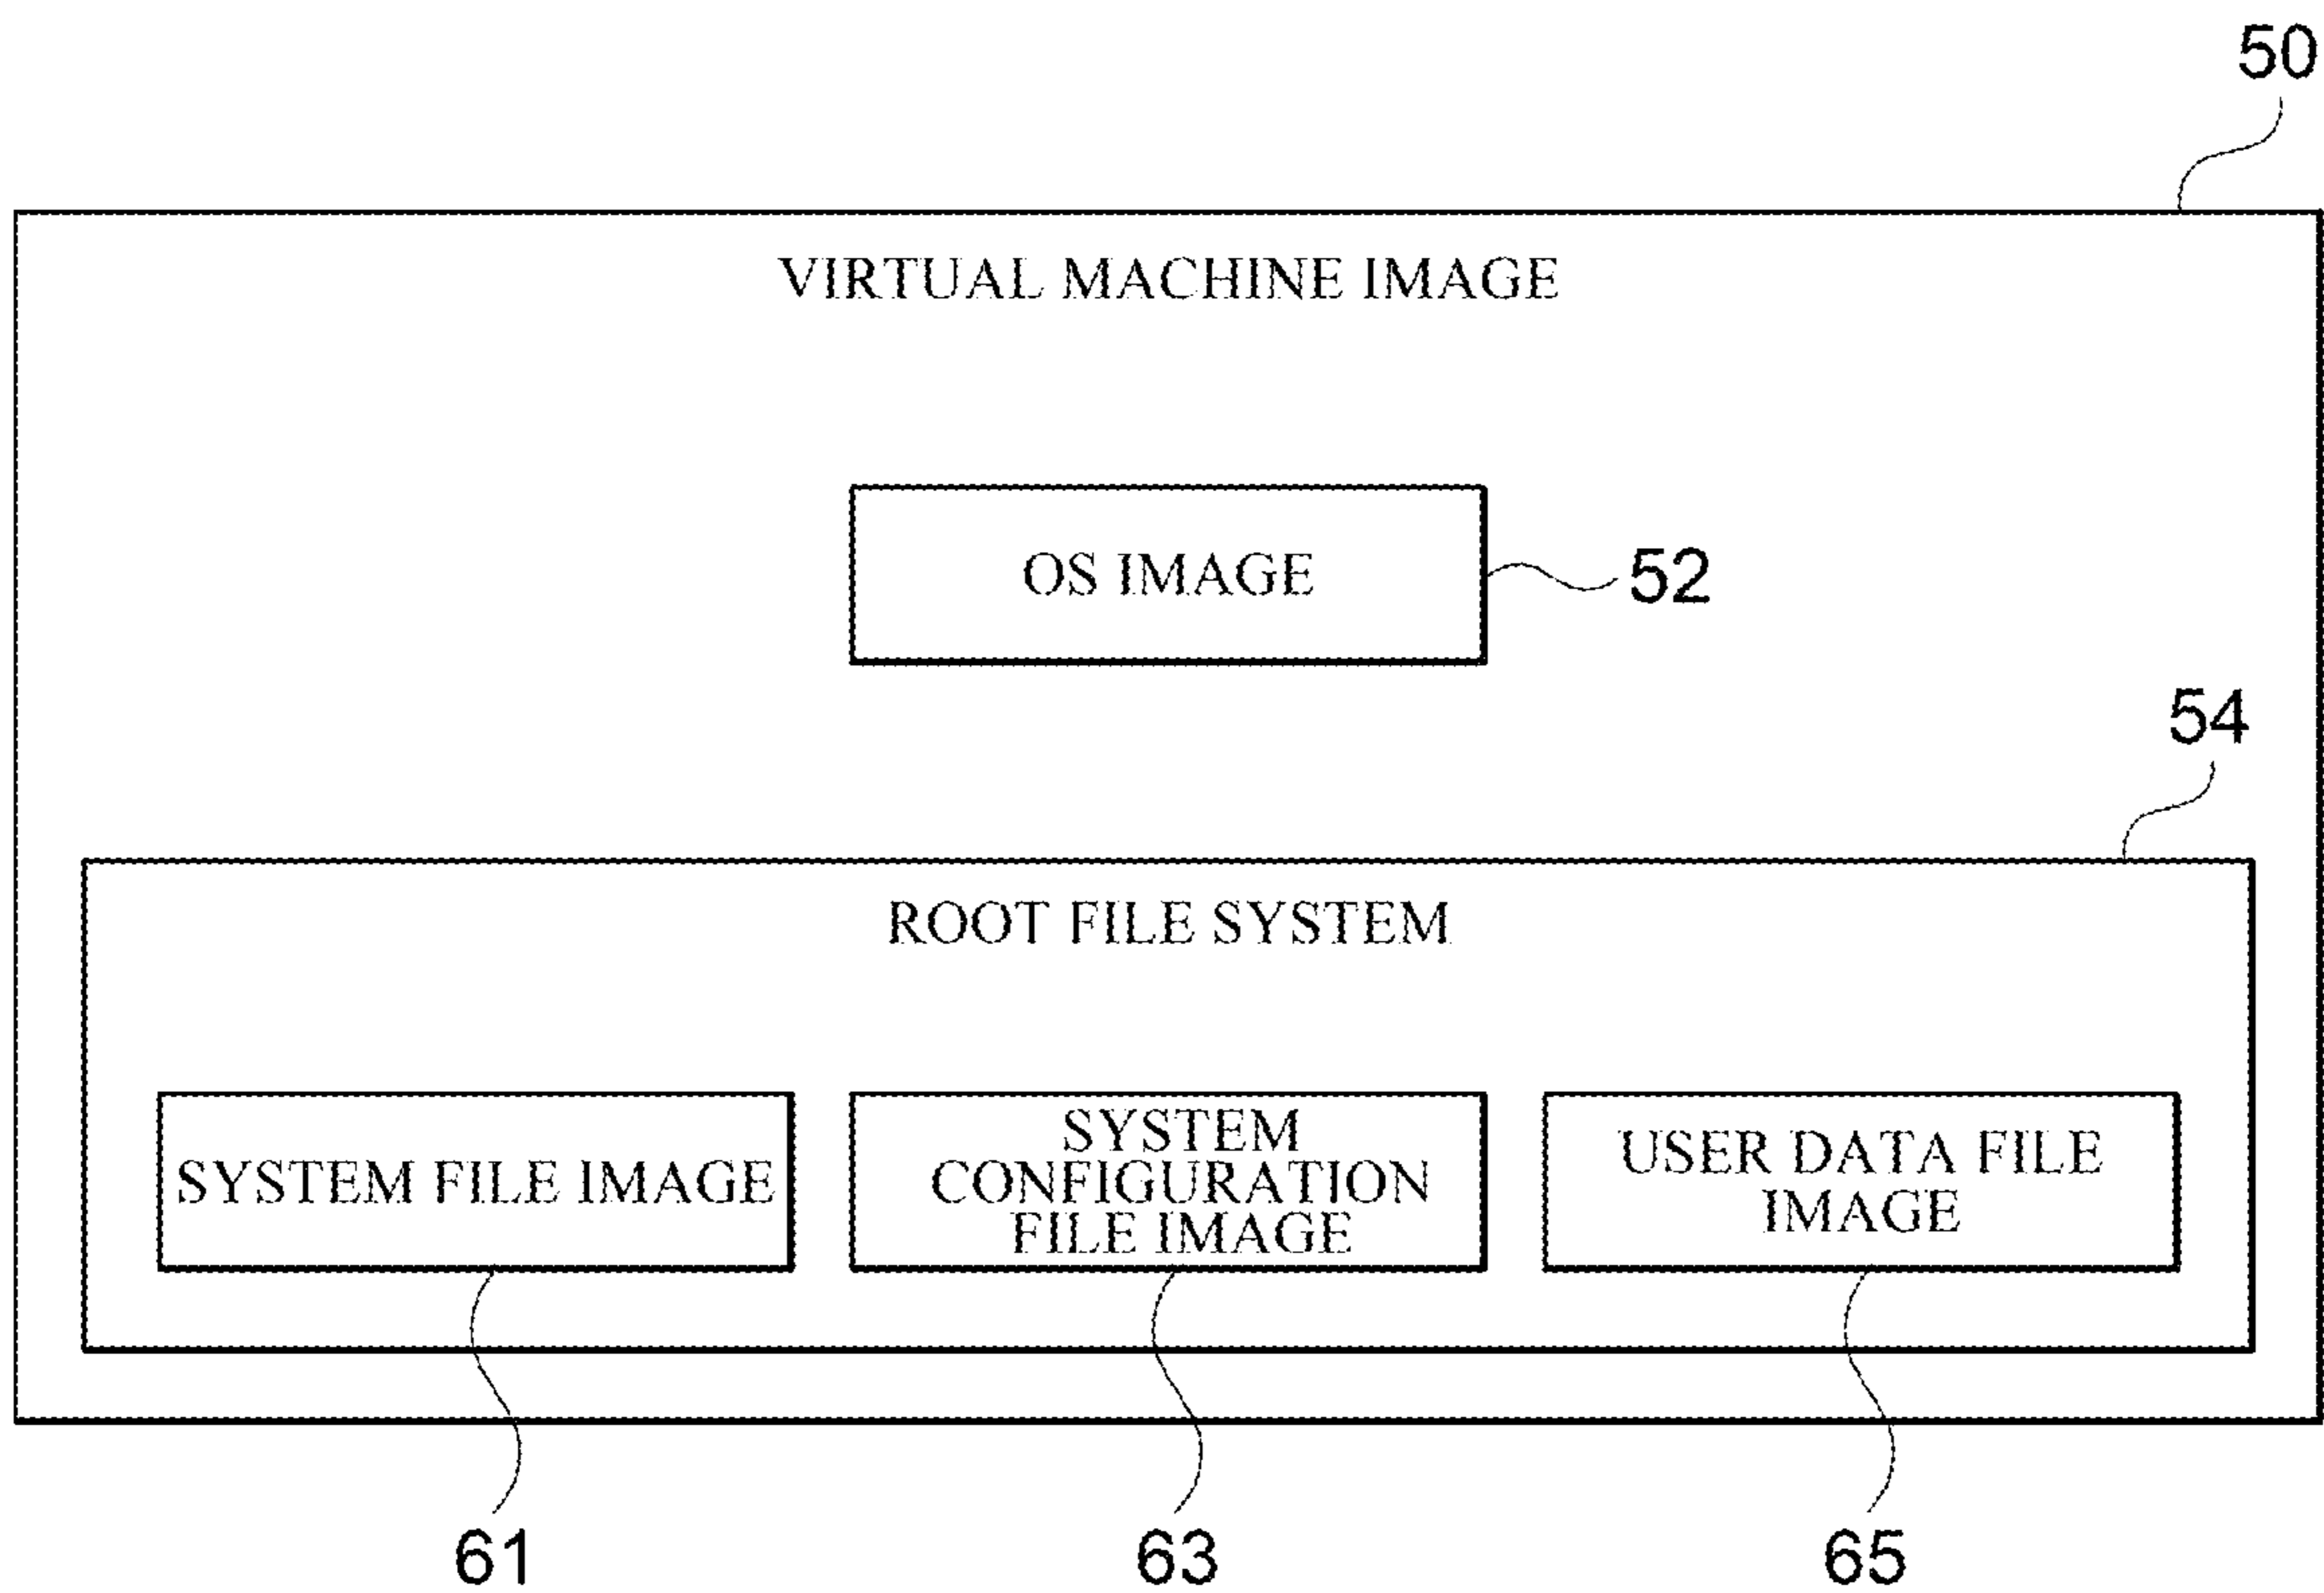 50
VIRTUAL MACHINE IMAGE
OS IMAGE
52
54
ROOT FILE SYSTEM
SYSTEM FILE IMAGE
SYSTEM
CONFIGURATION
FILE IMAGE
USER DATA FILE
IMAGE
61
63
65